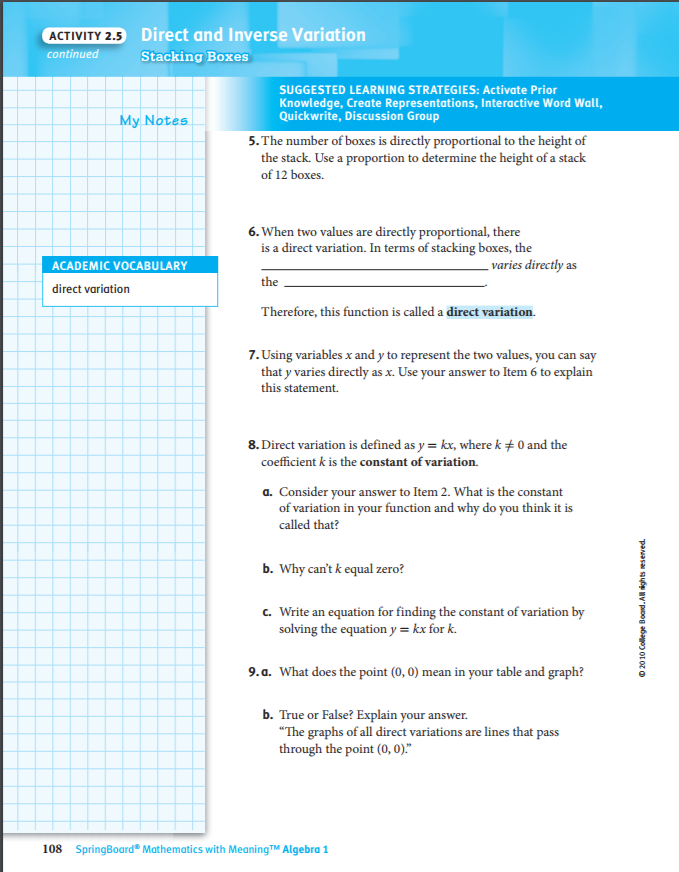 ACTIVITY 2.5
continued
Direct and Inverse Variation
Stacking Boxes
SUGGESTED LEARNING STRATEGIES: Activate Prior
Knowledge, Create Representations, Interactive Word Wall,
Quickwrite, Discussion Group
My Notes
5. The number of boxes is directly proportional to the height of
the stack. Use a proportion to determine the height of a stack
of 12 boxes.
6. When two values are directly proportional, there
is a direct variation. In terms of stacking boxes, the
_______________________________ varies directly as
the ___________________________.
ACADEMIC VOCABULARY
direct variation
Therefore, this function is called a direct variation.
7. Using variables x and y to represent the two values, you can say
that y varies directly as x. Use your answer to Item 6 to explain
this statement.
8. Direct variation is defined as y = kx, where k ≠ 0 and the
coefficient k is the constant of variation.
a. Consider your answer to Item 2. What is the constant
of variation in your function and why do you think it is
called that?
b. Why can't k equal zero?
c. Write an equation for finding the constant of variation by
solving the equation y = kx for k.
9. a. What does the point (0, 0) mean in your table and graph?
b. True or False? Explain your answer.
"The graphs of all direct variations are lines that pass
through the point (0, 0)."
© 2010 College Board. All rights reserved.
108 SpringBoard® Mathematics with Meaning™ Algebra 1